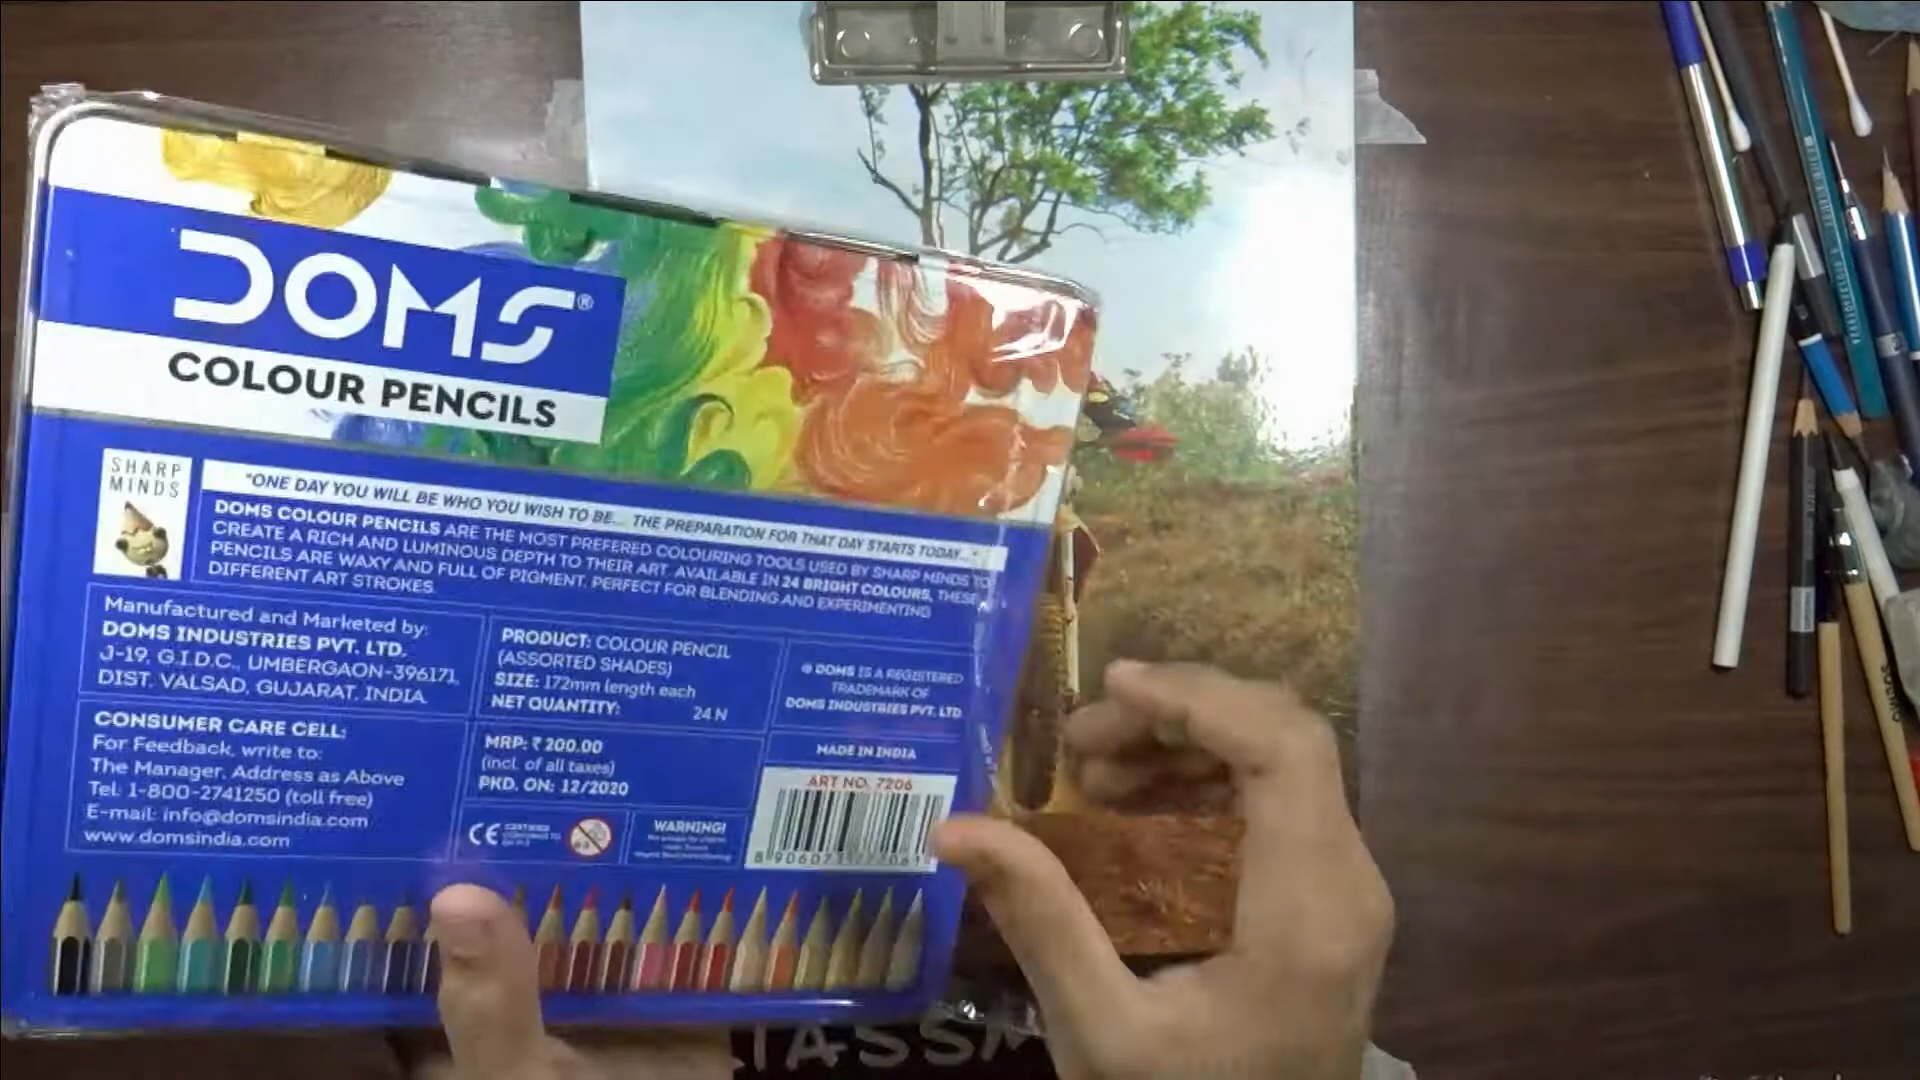 DOMS®
COLOUR PENCILS
SHARP
MINDS
"ONE DAY YOU WILL BE WHO YOU WISH TO BE... THE PREPARATION FOR THAT DAY STARTS TODAY..."
DOMS COLOUR PENCILS ARE THE MOST PREFERED COLOURING TOOLS USED BY SHARP MINDS TO
CREATE A RICH AND LUMINOUS DEPTH TO THEIR ART. AVAILABLE IN 24 BRIGHT COLOURS, THESE
PENCILS ARE WAXY AND FULL OF PIGMENT. PERFECT FOR BLENDING AND EXPERIMENTING
DIFFERENT ART STROKES.
Manufactured and Marketed by:
DOMS INDUSTRIES PVT. LTD.
J-19, G.I.D.C., UMBERGAON-396171,
DIST. VALSAD, GUJARAT. INDIA.
CONSUMER CARE CELL:
For Feedback, write to:
The Manager, Address as Above
Tel: 1-800-2741250 (toll free)
E-mail: info@domsindia.com
www.domsindia.com
PRODUCT: COLOUR PENCIL
(ASSORTED SHADES)
SIZE: 172mm length each
NET QUANTITY: 24 N
MRP: ₹ 200.00
(incl. of all taxes)
PKD. ON: 12/2020
CE
WARNING!
® DOMS IS A REGISTERED
TRADEMARK OF
DOMS INDUSTRIES PVT. LTD.
MADE IN INDIA
ART NO. 7206